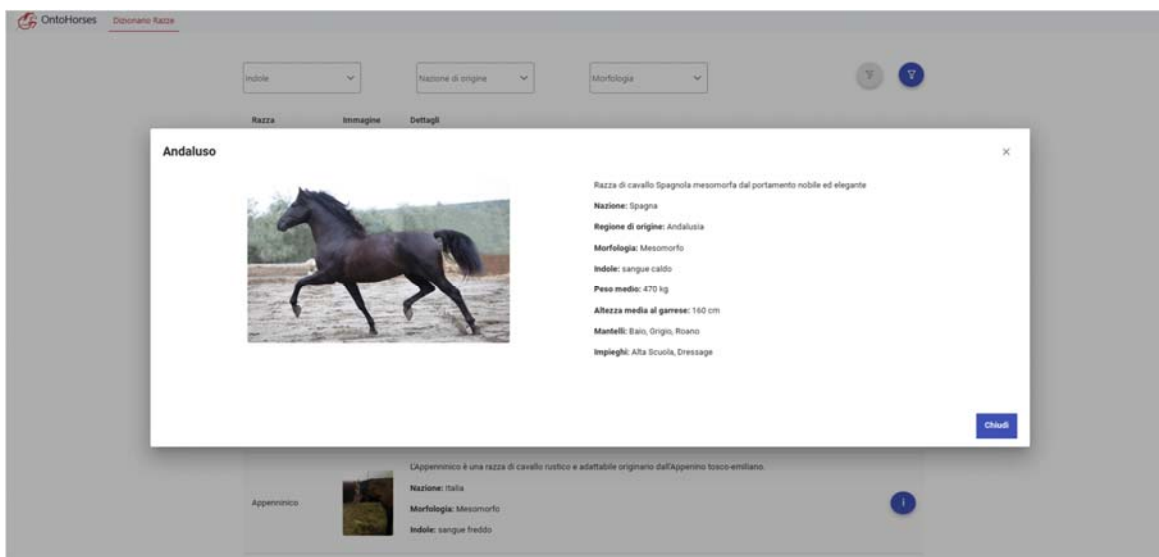 OntoHorses Dizionario Razze
Indole Nazione di origine Morfologia
Razza Immagine Dettagli
Andaluso
Razza di cavallo Spagnola mesomorfa dal portamento nobile ed elegante
Nazione: Spagna
Regione di origine: Andalusia
Morfologia: Mesomorfo
Indole: sangue caldo
Peso medio: 470 kg
Altezza media al garrese: 160 cm
Mantelli: Baio, Grigio, Roano
Impieghi: Alta Scuola, Dressage
Chiudi
L'Appenninico è una razza di cavallo rustico e adattabile originario dall'Appenino tosco-emiliano.
Nazione: Italia
Appenninico
Morfologia: Mesomorfo
Indole: sangue freddo